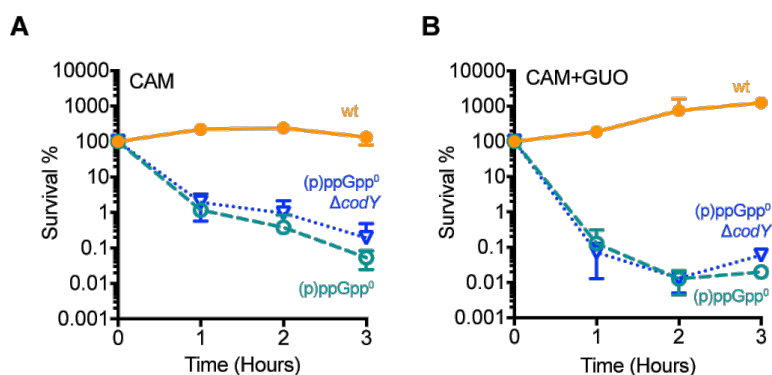 A
CAM
Survival %
10000
1000
100
10
1
0.1
0.01
0.001
wt
(p)ppGpp⁰
ΔcodY
(p)ppGpp⁰
0 1 2 3
Time (Hours)
B
CAM+GUO
Survival %
10000
1000
100
10
1
0.1
0.01
0.001
wt
(p)ppGpp⁰
ΔcodY
(p)ppGpp⁰
0 1 2 3
Time (Hours)